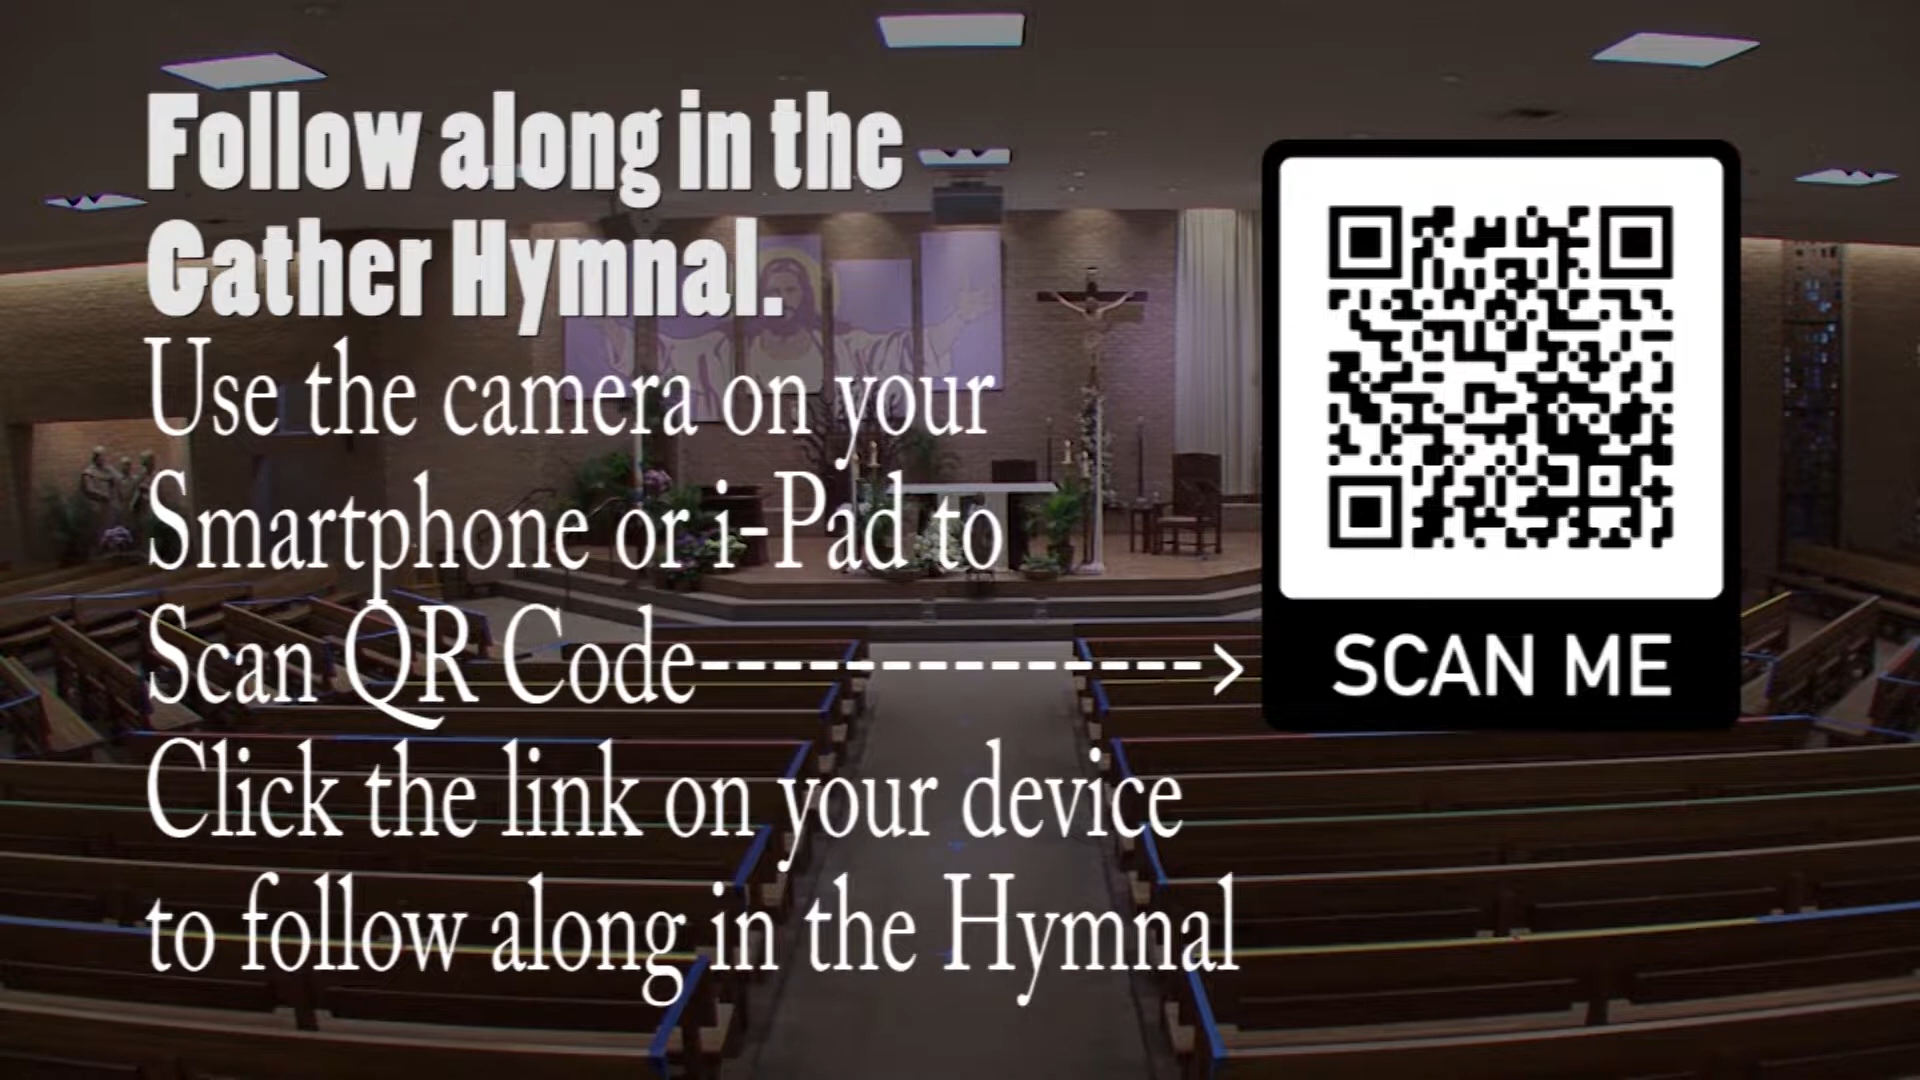 Follow along in the
Gather Hymnal.
Use the camera on your
Smartphone or i-Pad to
Scan QR Code--------------->
Click the link on your device
to follow along in the Hymnal
SCAN ME